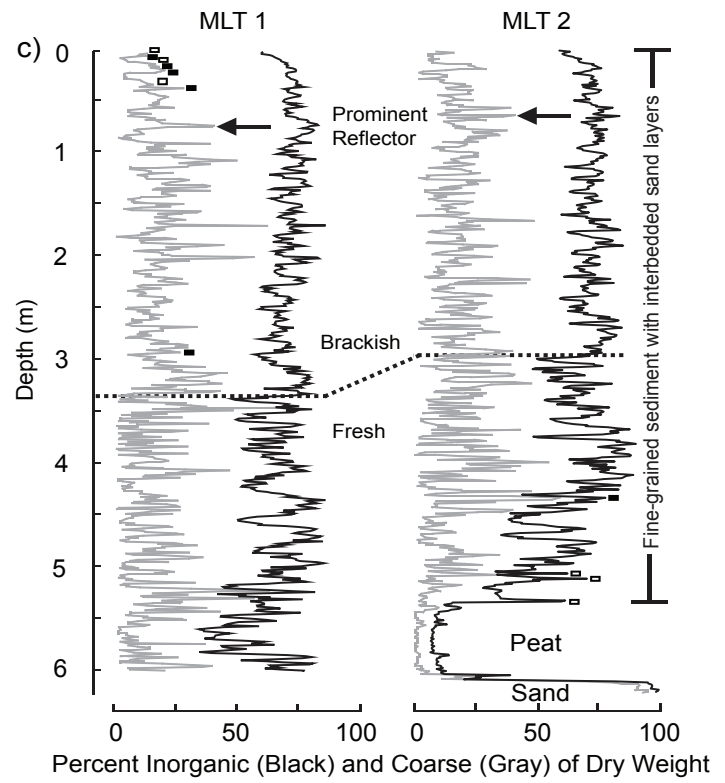 c)
MLT 1
MLT 2
0
1
2
3
4
5
6
Depth (m)
Prominent
Reflector
Brackish
Fresh
Fine-grained sediment with interbedded sand layers
Peat
Sand
0
50
100
0
50
100
Percent Inorganic (Black) and Coarse (Gray) of Dry Weight